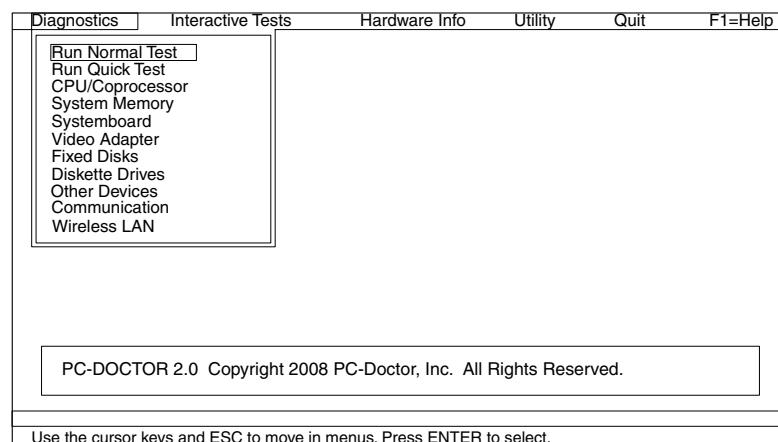 Diagnostics Interactive Tests Hardware Info Utility Quit F1=Help
Run Normal Test
Run Quick Test
CPU/Coprocessor
System Memory
Systemboard
Video Adapter
Fixed Disks
Diskette Drives
Other Devices
Communication
Wireless LAN
PC-DOCTOR 2.0 Copyright 2008 PC-Doctor, Inc. All Rights Reserved.
Use the cursor keys and ESC to move in menus. Press ENTER to select.